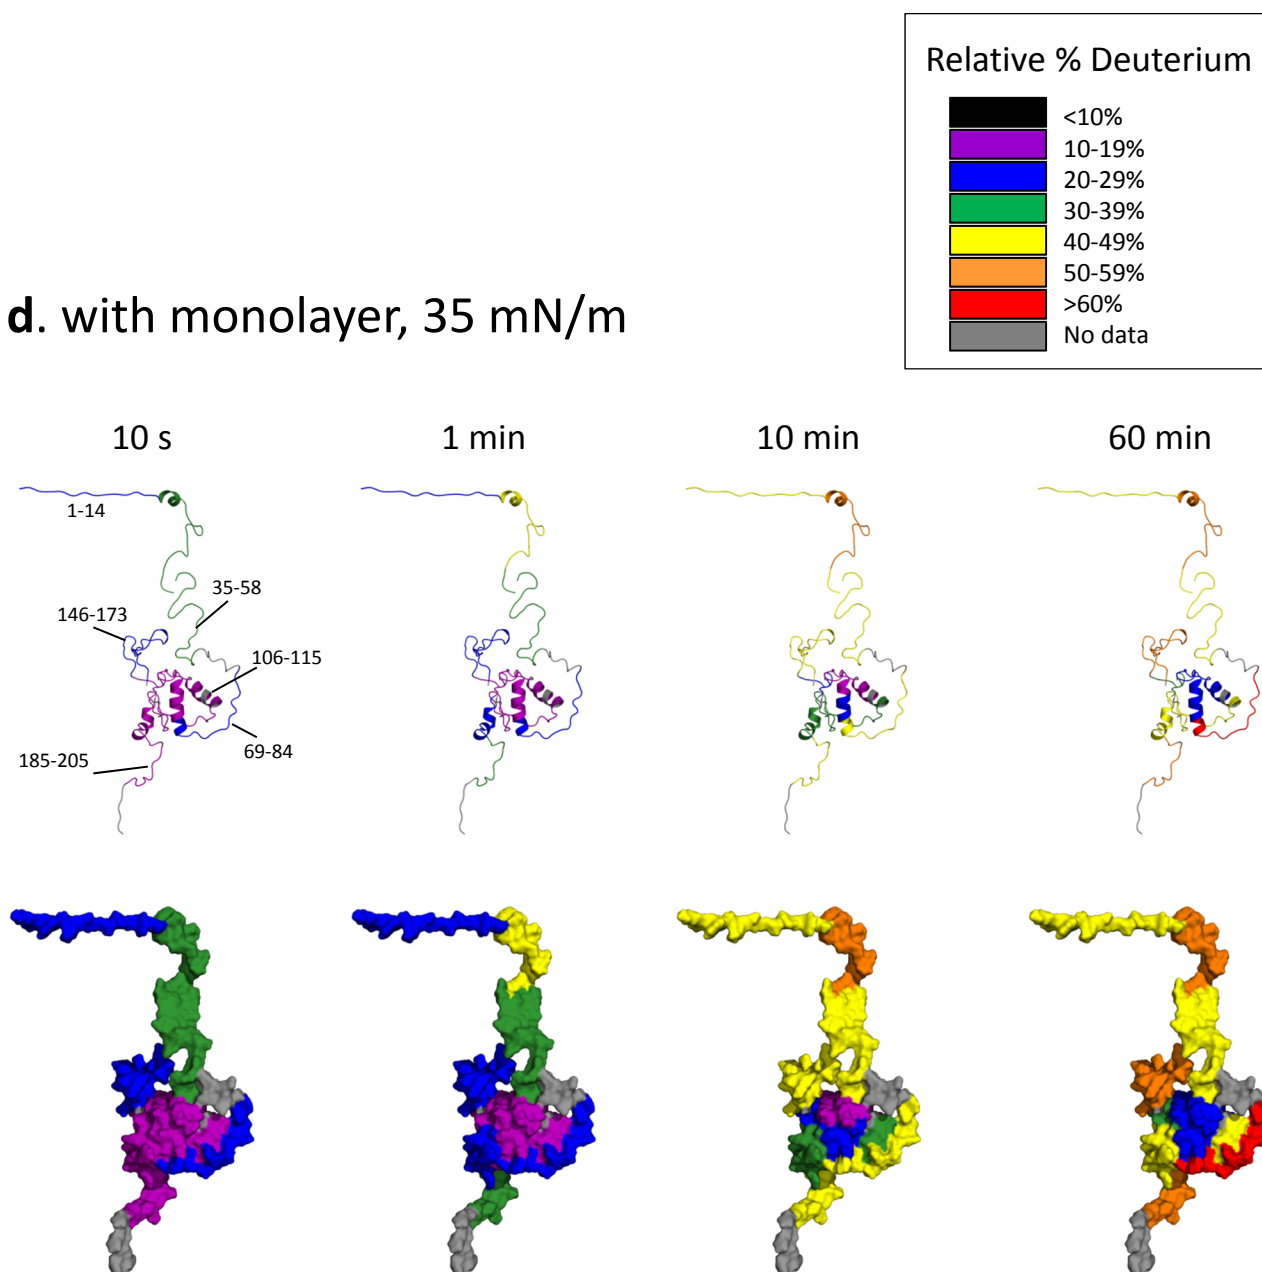 Relative % Deuterium
<10%
10-19%
20-29%
30-39%
40-49%
50-59%
>60%
No data
d. with monolayer, 35 mN/m
10 s
1 min
10 min
60 min
1-14
35-58
146-173
106-115
69-84
185-205